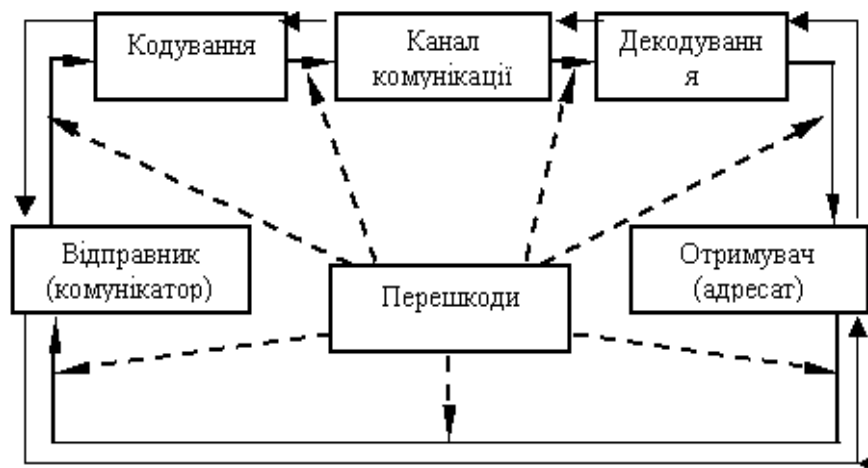 Кодування
Канал
комунікації
Декодуванн
я
Відправник
(комунікатор)
Перешкоди
Отримувач
(адресат)